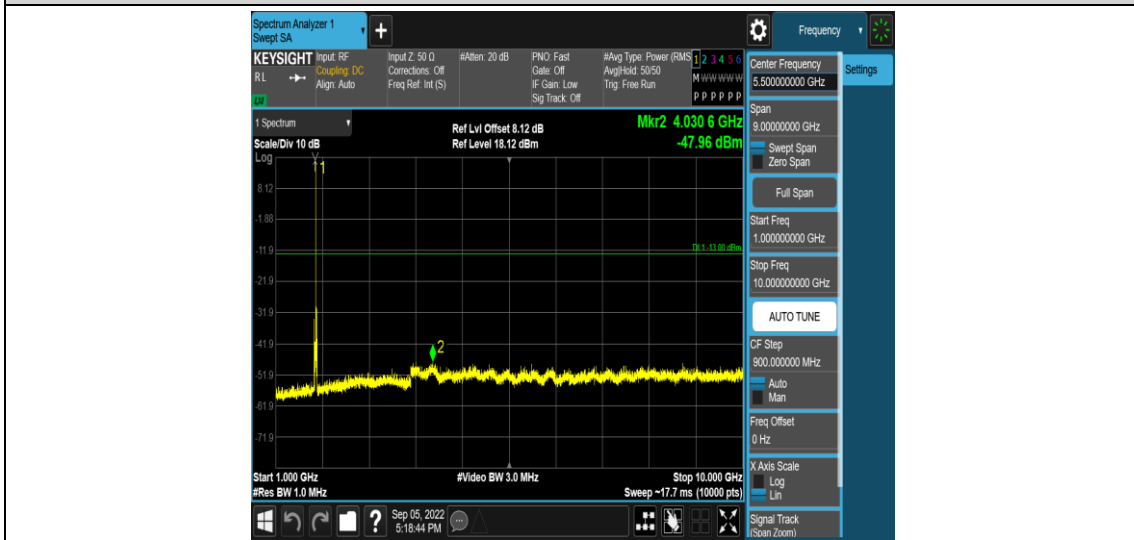 Spectrum Analyzer 1
Swept SA
+
Frequency
KEYSIGHT
RL
LXI
Input: RF
Coupling: DC
Align: Auto
Input Z: 50 Ω
Corrections: Off
Freq Ref: Int (S)
#Atten: 20 dB
PNO: Fast
Gate: Off
IF Gain: Low
Sig Track: Off
#Avg Type: Power (RMS
Avg|Hold: 50/50
Trig: Free Run
1 2 3 4 5 6
M W W W W W
P P P P P P
1 Spectrum
Scale/Div 10 dB
Log
Ref Lvl Offset 8.12 dB
Ref Level 18.12 dBm
Mkr2 4.030 6 GHz
-47.96 dBm
1
8.12
-1.88
-11.9
DL1 -13.00 dBm
-21.9
-31.9
-41.9
2
-51.9
-61.9
-71.9
Start 1.000 GHz
#Res BW 1.0 MHz
#Video BW 3.0 MHz
Stop 10.000 GHz
Sweep ~17.7 ms (10000 pts)
Center Frequency
5.50000000 GHz
Settings
Span
9.00000000 GHz
Swept Span
Zero Span
Full Span
Start Freq
1.000000000 GHz
Stop Freq
10.000000000 GHz
AUTO TUNE
CF Step
900.000000 MHz
Auto
Man
Freq Offset
0 Hz
X Axis Scale
Log
Lin
Signal Track
(Span Zoom)
?
Sep 05, 2022
5:18:44 PM